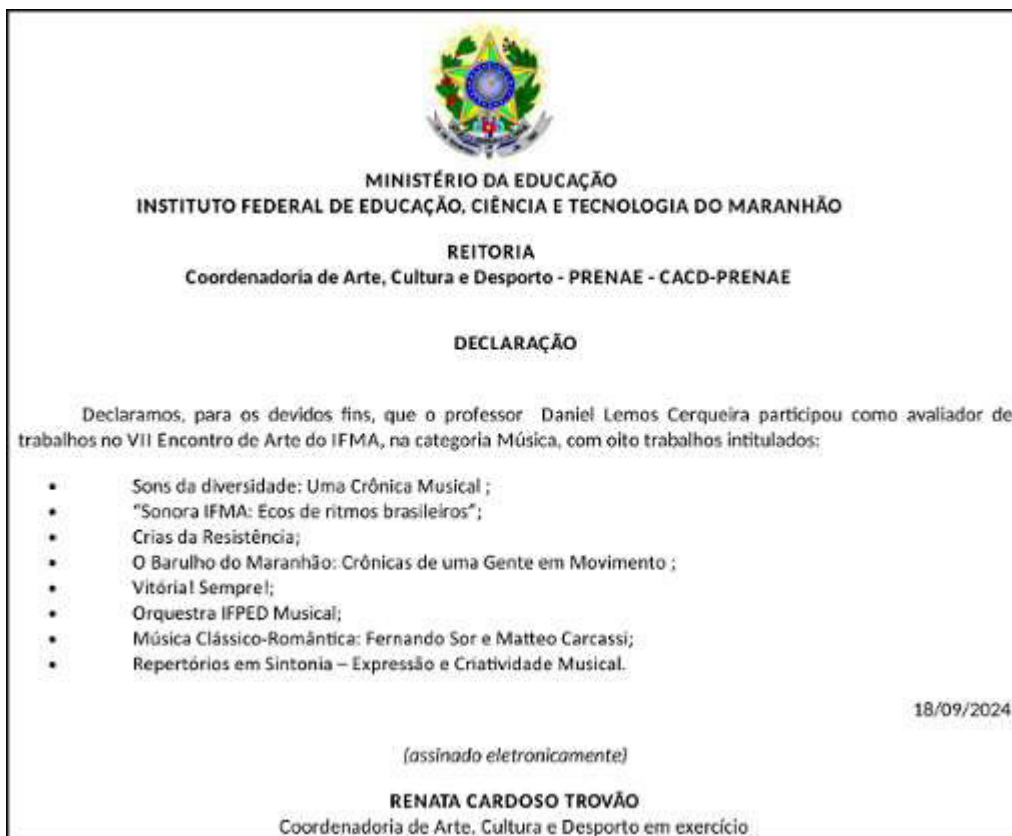 MINISTÉRIO DA EDUCAÇÃO
INSTITUTO FEDERAL DE EDUCAÇÃO, CIÊNCIA E TECNOLOGIA DO MARANHÃO
REITORIA
Coordenadoria de Arte, Cultura e Desporto - PRENAE - CACD-PRENAE
DECLARAÇÃO
Declaramos, para os devidos fins, que o professor Daniel Lemos Cerqueira participou como avaliador de
trabalhos no VII Encontro de Arte do IFMA, na categoria Música, com oito trabalhos intitulados:
• Sons da diversidade: Uma Crônica Musical ;
• "Sonora IFMA: Ecos de ritmos brasileiros";
• Crias da Resistência;
• O Barulho do Maranhão: Crônicas de uma Gente em Movimento ;
• Vitória! Sempre!;
• Orquestra IFPED Musical;
• Música Clássico-Romântica: Fernando Sor e Matteo Carcassi;
• Repertórios em Sintonia – Expressão e Criatividade Musical.
18/09/2024
(assinado eletronicamente)
RENATA CARDOSO TROVÃO
Coordenadoria de Arte, Cultura e Desporto em exercício